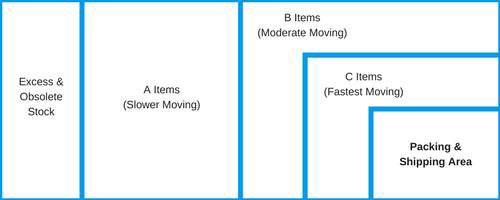 Excess &
Obsolete
Stock
A Items
(Slower Moving)
B Items
(Moderate Moving)
C Items
(Fastest Moving)
Packing &
Shipping Area